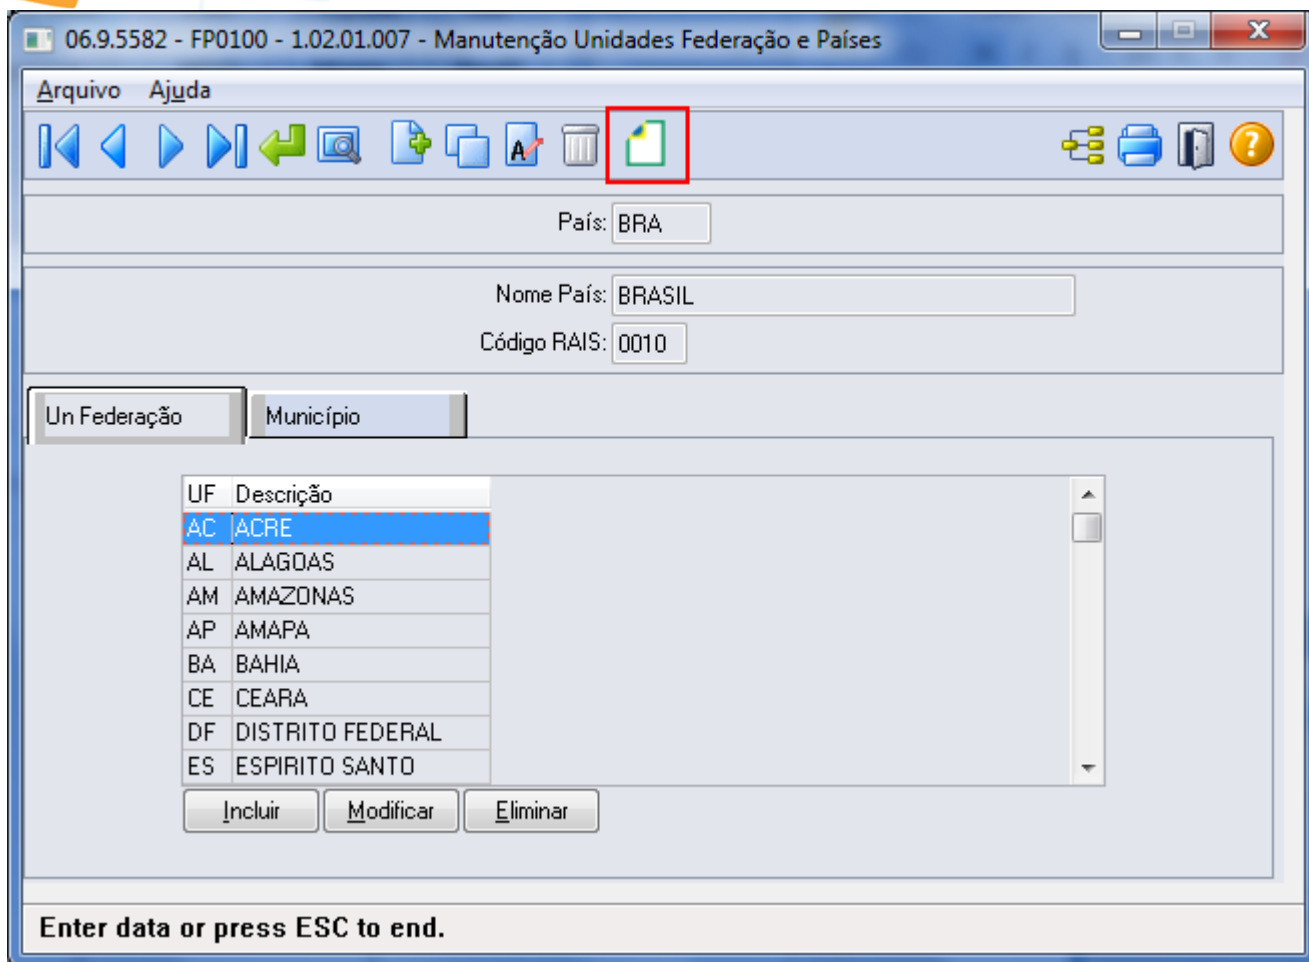 06.9.5582 - FP0100 - 1.02.01.007 - Manutenção Unidades Federação e Países
Arquivo Ajuda
País: BRA
Nome País: BRASIL
Código RAIS: 0010
Un Federação Município
UF Descrição
AC ACRE
AL ALAGOAS
AM AMAZONAS
AP AMAPA
BA BAHIA
CE CEARA
DF DISTRITO FEDERAL
ES ESPIRITO SANTO
Incluir Modificar Eliminar
Enter data or press ESC to end.